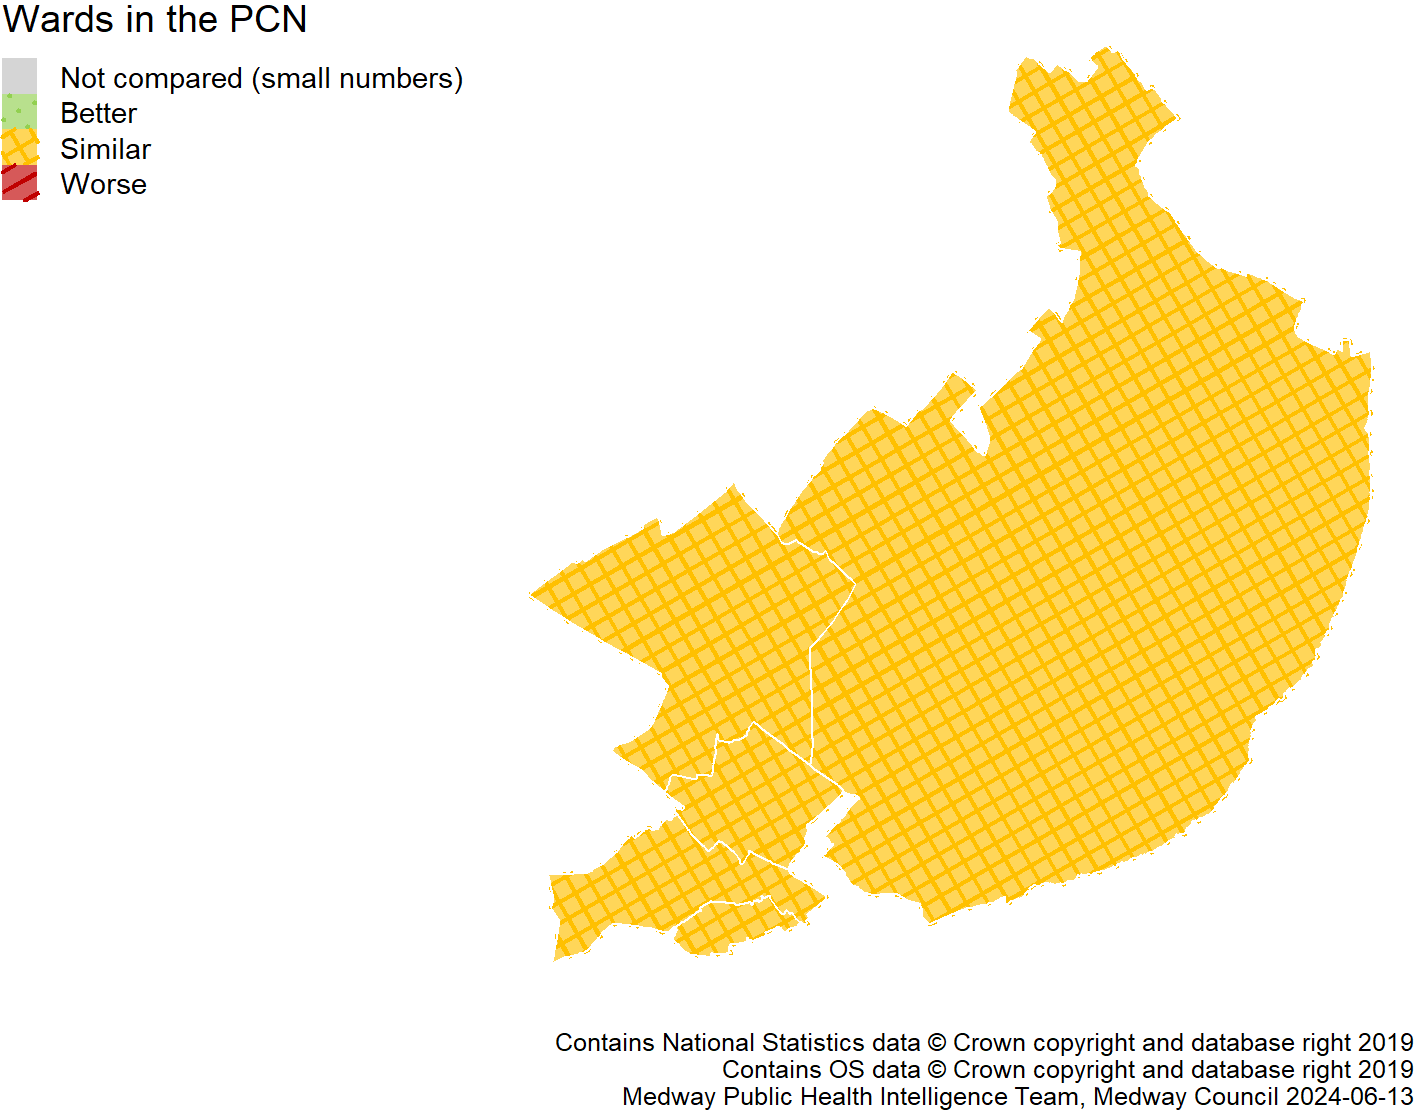 Wards in the PCN
Not compared (small numbers)
Better
Similar
Worse
Contains National Statistics data © Crown copyright and database right 2019
Contains OS data © Crown copyright and database right 2019
Medway Public Health Intelligence Team, Medway Council 2024-06-13